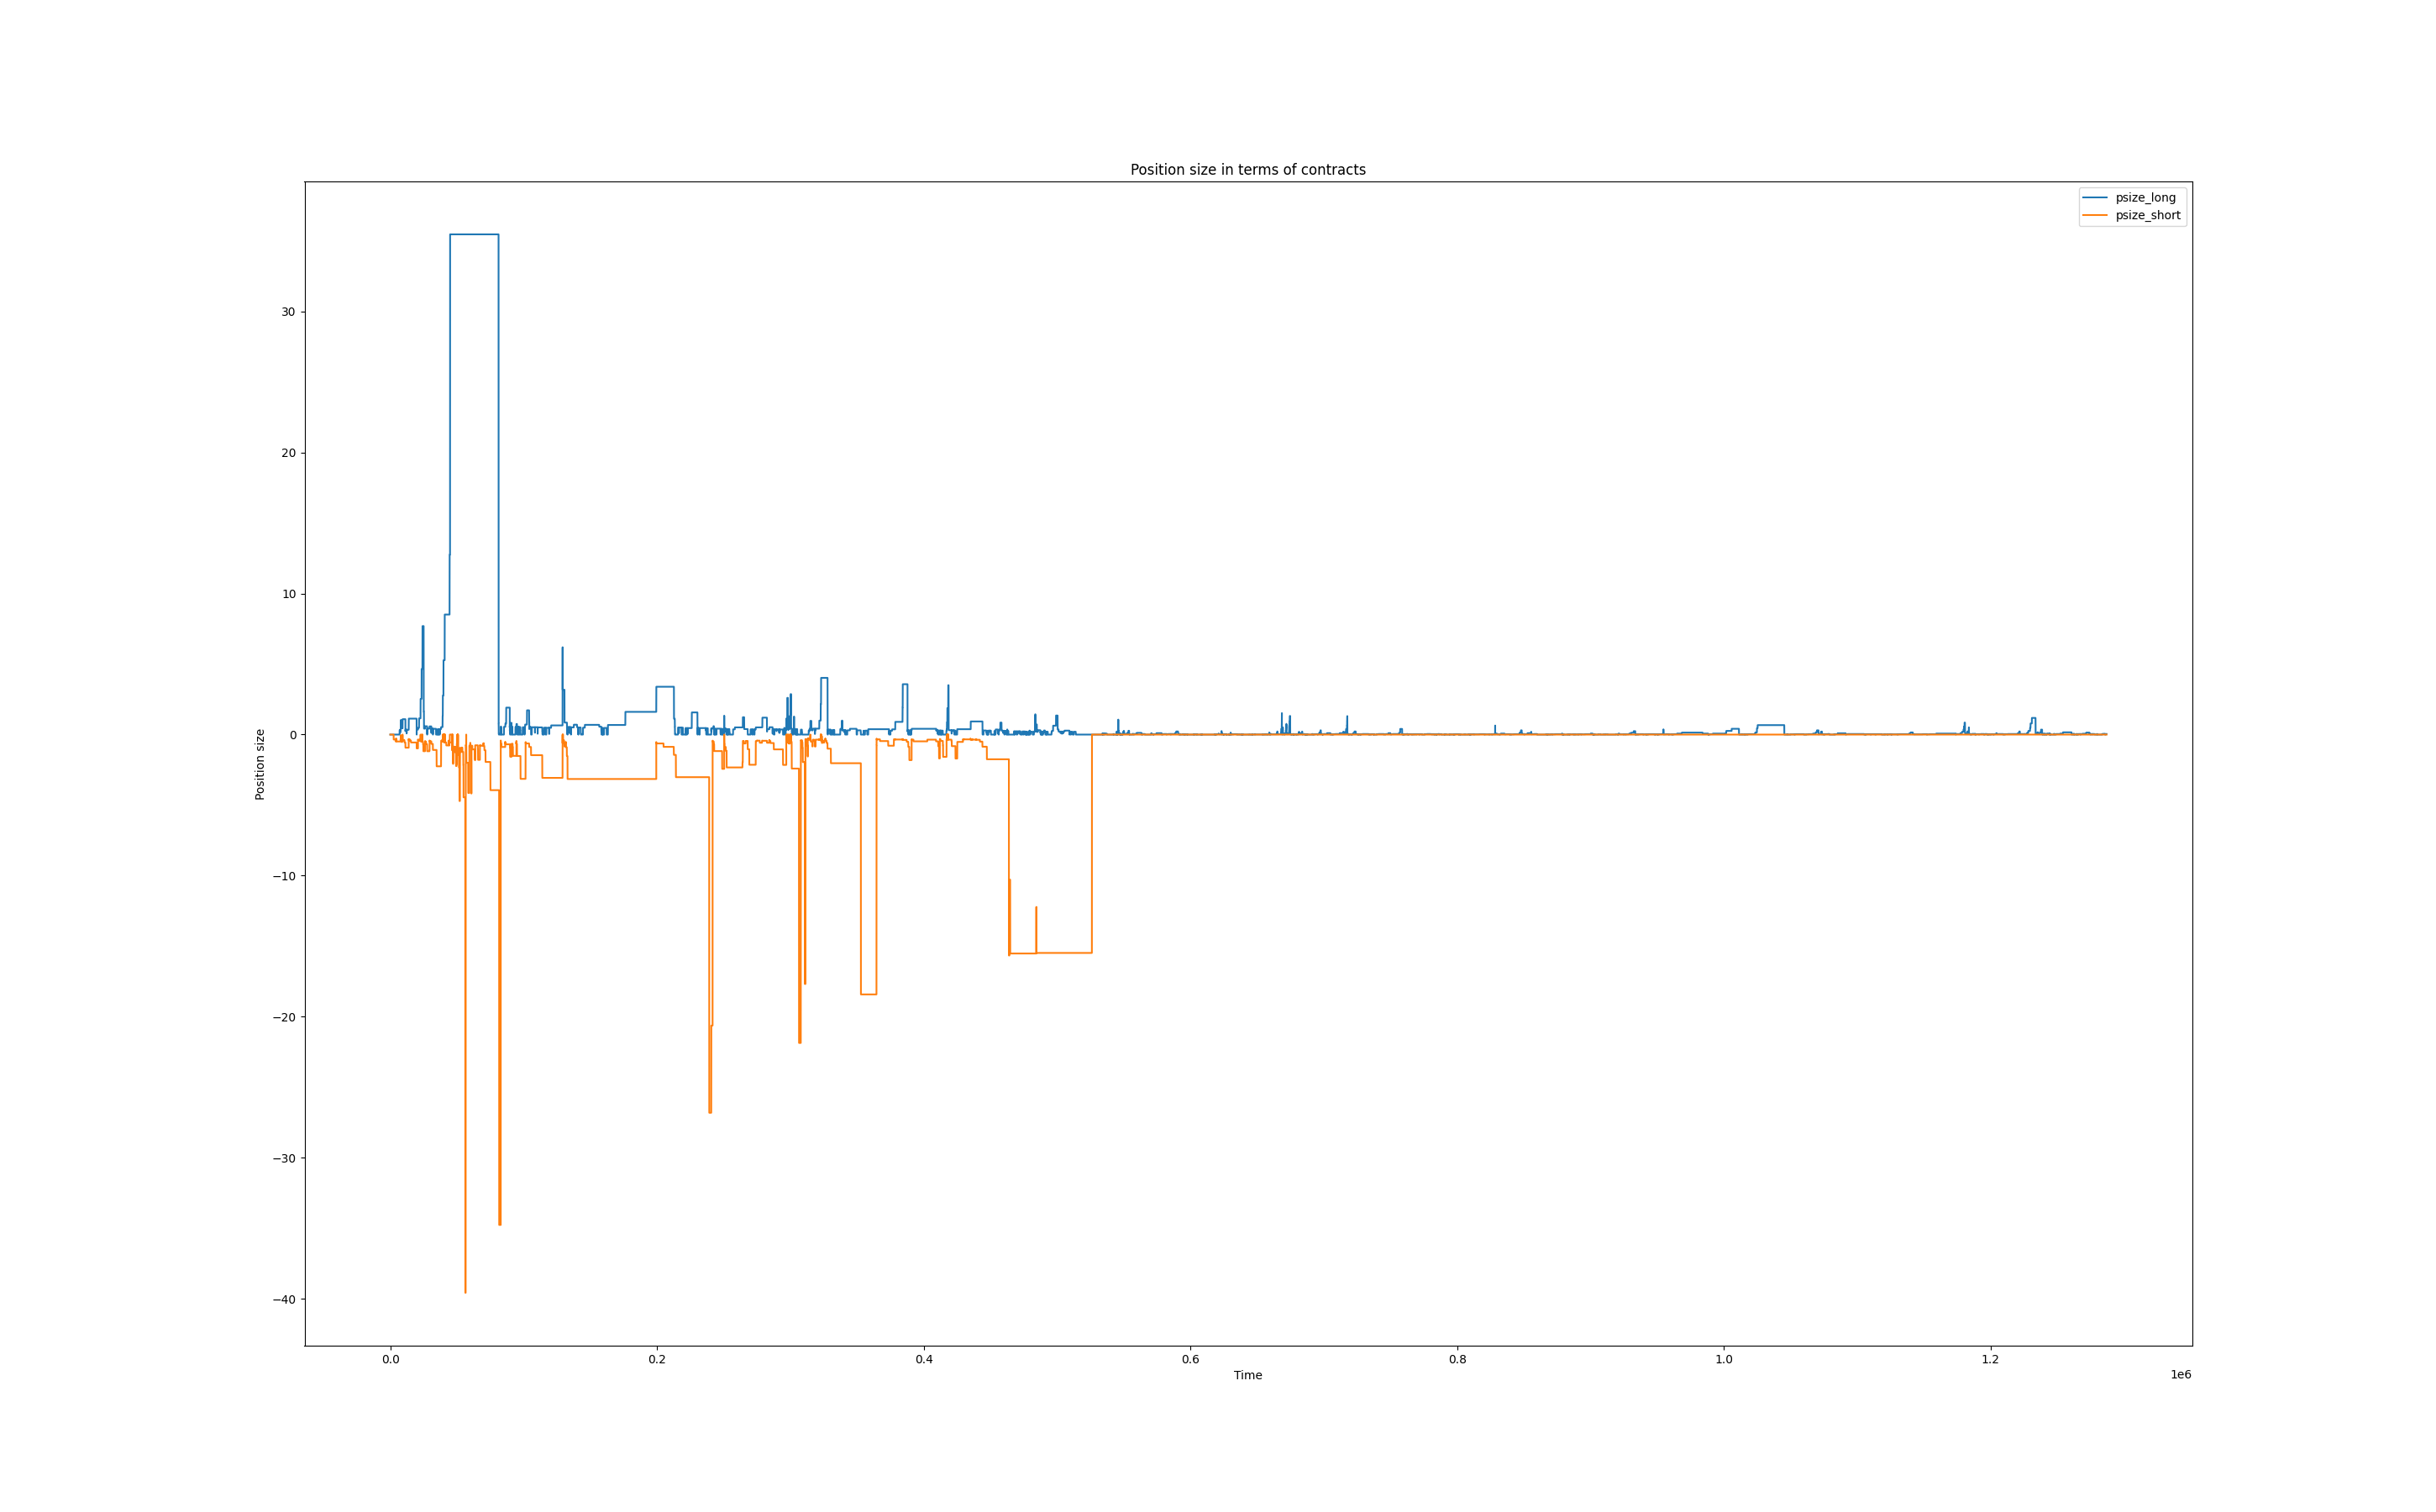 Position size in terms of contracts
psize_long
psize_short
Position size
30
20
10
0
−10
−20
−30
−40
0.0 0.2 0.4 0.6 0.8 1.0 1.2
Time
1e6